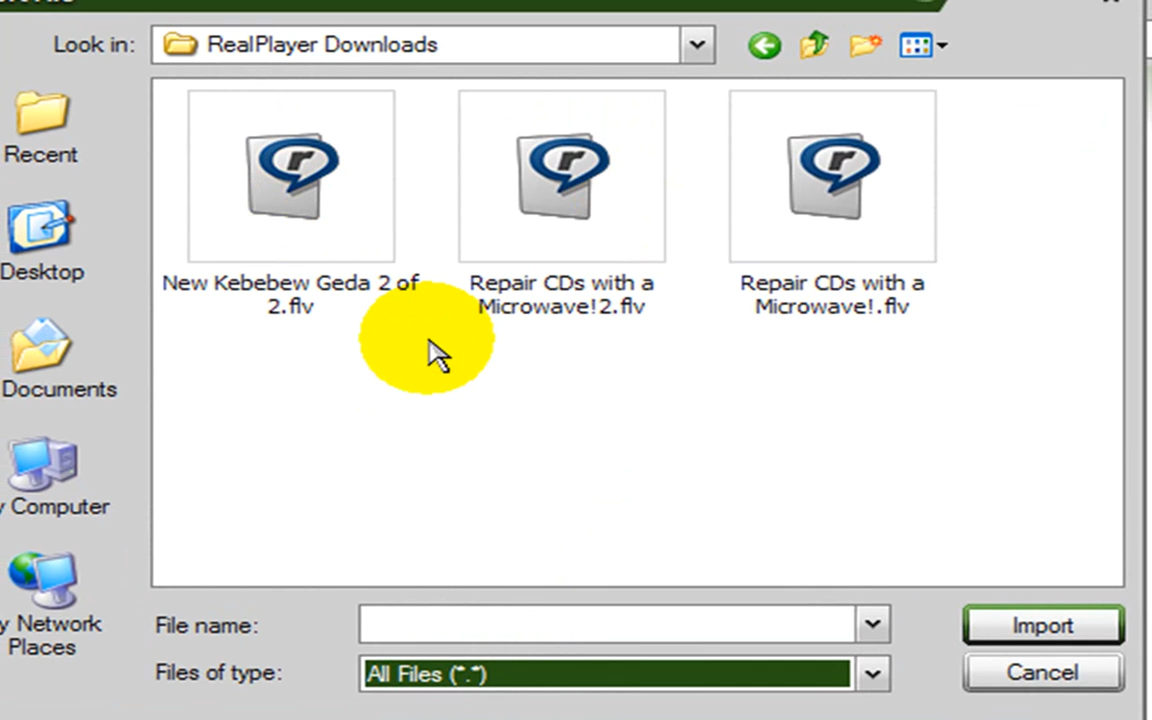 Look in:
RealPlayer Downloads
Recent
Desktop
Documents
Computer
Network
Places
New Kebebew Geda 2 of
2.flv
Repair CDs with a
Microwave!2.flv
Repair CDs with a
Microwave!.flv
File name:
Import
Files of type:
All Files (*.*)
Cancel